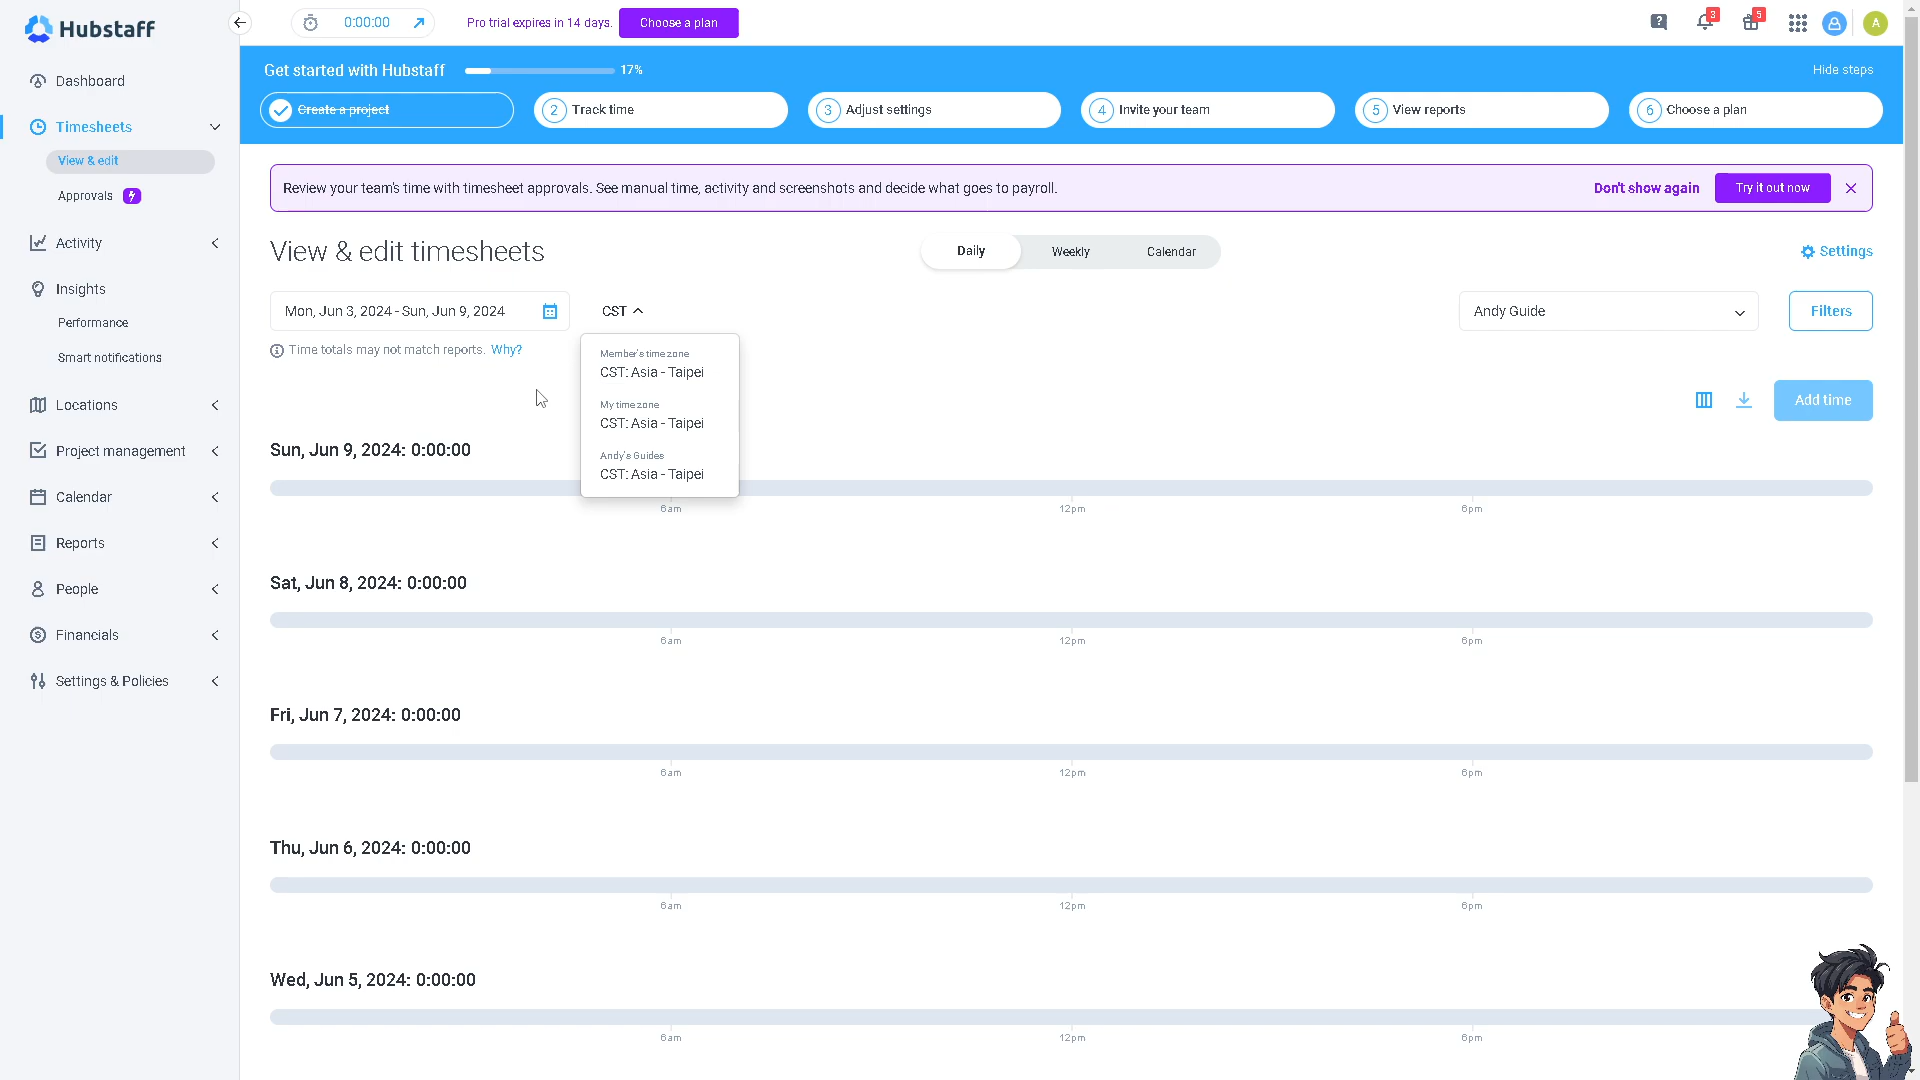 Hubstaff
0:00:00
Pro trial expires in 14 days.
Choose a plan
?
3
5
A
Get started with Hubstaff
17%
Hide steps
Create a project
2 Track time
3 Adjust settings
4 Invite your team
5 View reports
6 Choose a plan
Dashboard
Timesheets
View & edit
Approvals
Activity
Insights
Performance
Smart notifications
Locations
Project management
Calendar
Reports
People
Financials
Settings & Policies
Review your team's time with timesheet approvals. See manual time, activity and screenshots and decide what goes to payroll.
Don't show again
Try it out now
View & edit timesheets
Daily
Weekly
Calendar
Settings
Mon, Jun 3, 2024 - Sun, Jun 9, 2024
CST
Andy Guide
Filters
Time totals may not match reports. Why?
Member's time zone
CST: Asia - Taipei
My time zone
CST: Asia - Taipei
Andy's Guides
CST: Asia - Taipei
Add time
Sun, Jun 9, 2024: 0:00:00
6am 12pm 6pm
Sat, Jun 8, 2024: 0:00:00
6am 12pm 6pm
Fri, Jun 7, 2024: 0:00:00
6am 12pm 6pm
Thu, Jun 6, 2024: 0:00:00
6am 12pm 6pm
Wed, Jun 5, 2024: 0:00:00
6am 12pm 6pm